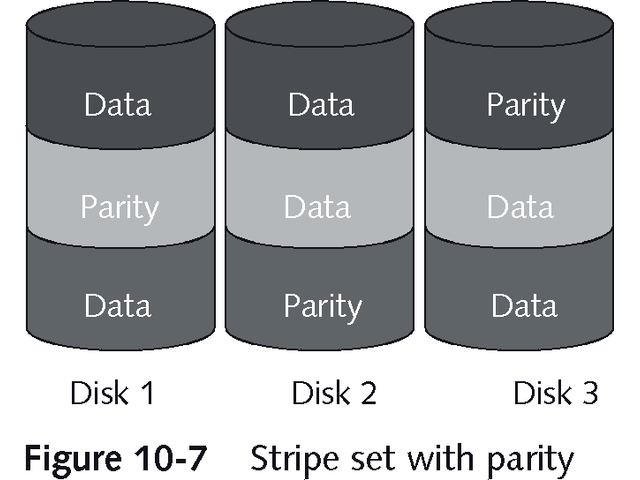 Data Data Parity
Parity Data Data
Data Parity Data
Disk 1 Disk 2 Disk 3
Figure 10-7 Stripe set with parity